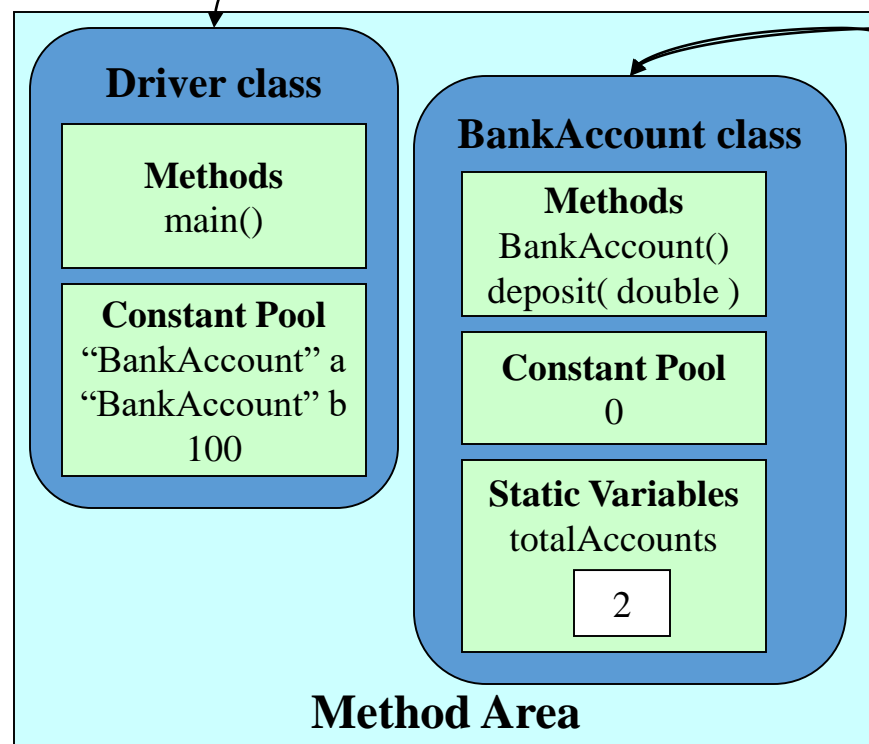 Driver class
Methods
main()
Constant Pool
“BankAccount” a
“BankAccount” b
100
BankAccount class
Methods
BankAccount()
deposit( double )
Constant Pool
0
Static Variables
totalAccounts
2
Method Area